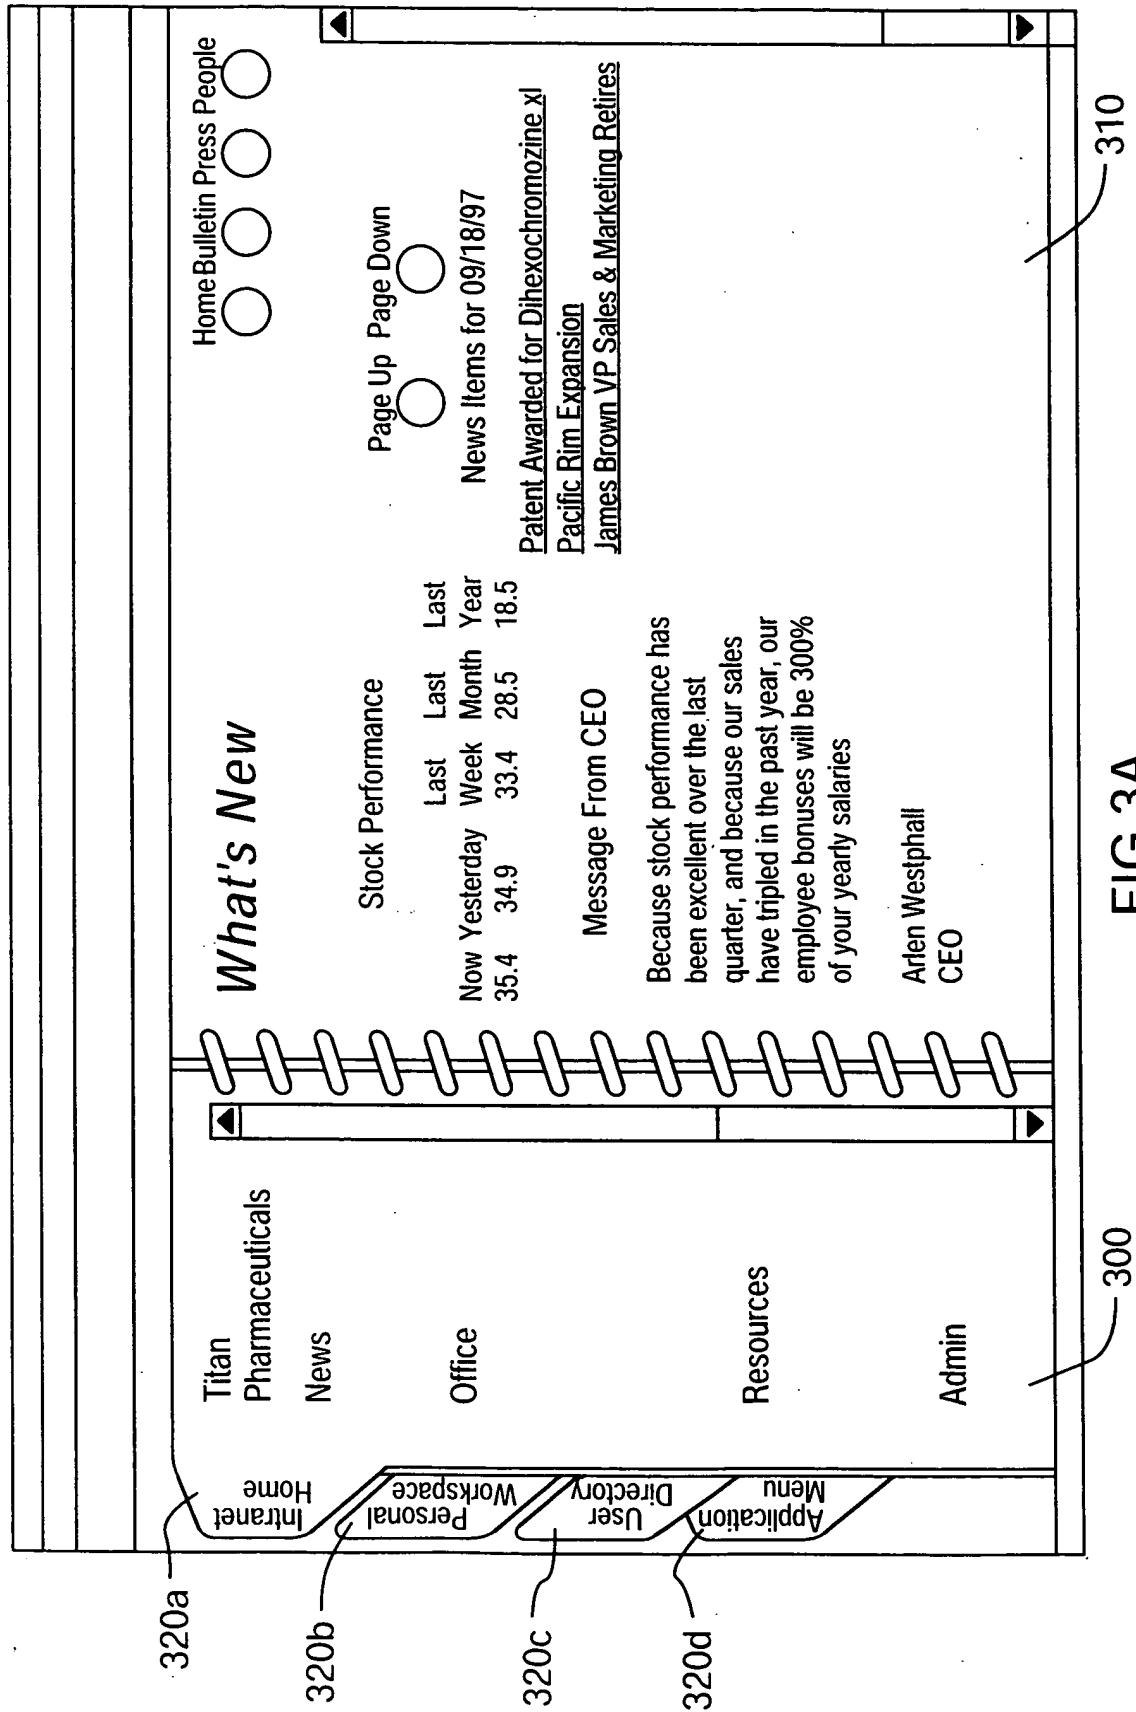 320a
320b
320c
320d
Intranet
Home
Personal
Workspace
User
Directory
Application
Menu
Titan
Pharmaceuticals
News
Office
Resources
Admin
300
What's New
Home Bulletin Press People
Stock Performance
Last Last Last
Now Yesterday Week Month Year
35.4 34.9 33.4 28.5 18.5
Message From CEO
Because stock performance has
been excellent over the last
quarter, and because our sales
have tripled in the past year, our
employee bonuses will be 300%
of your yearly salaries
Arlen Westphall
CEO
Page Up Page Down
News Items for 09/18/97
Patent Awarded for Dihexochromozine xl
Pacific Rim Expansion
James Brown VP Sales & Marketing Retires
310
FIG.3A